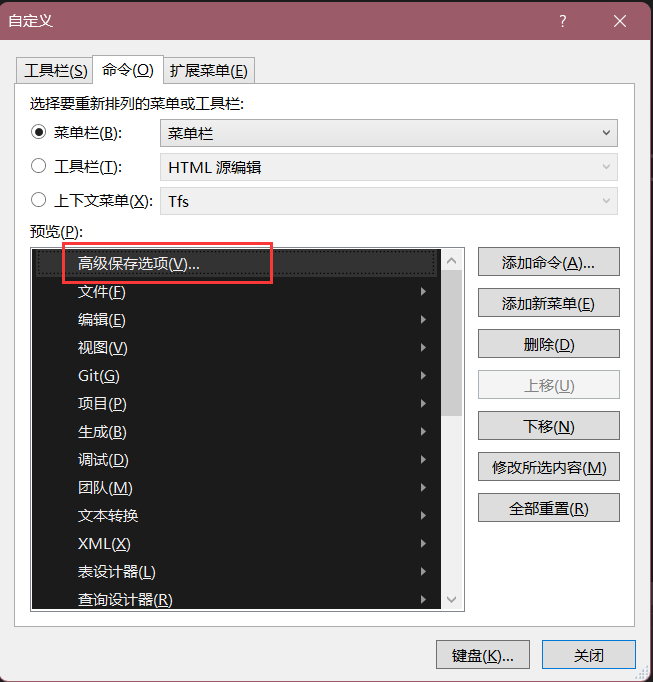 自定义
工具栏(S) 命令(O) 扩展菜单(E)
选择要重新排列的菜单或工具栏:
菜单栏(B): 菜单栏
工具栏(T): HTML 源编辑
上下文菜单(X): Tfs
预览(P):
高级保存选项(V)... 添加命令(A)...
文件(F) 添加新菜单(E)
编辑(E)
视图(V) 删除(D)
Git(G) 上移(U)
项目(P)
生成(B) 下移(N)
调试(D) 修改所选内容(M)
团队(M)
文本转换 全部重置(R)
XML(X)
表设计器(L)
查询设计器(R)
键盘(K)... 关闭